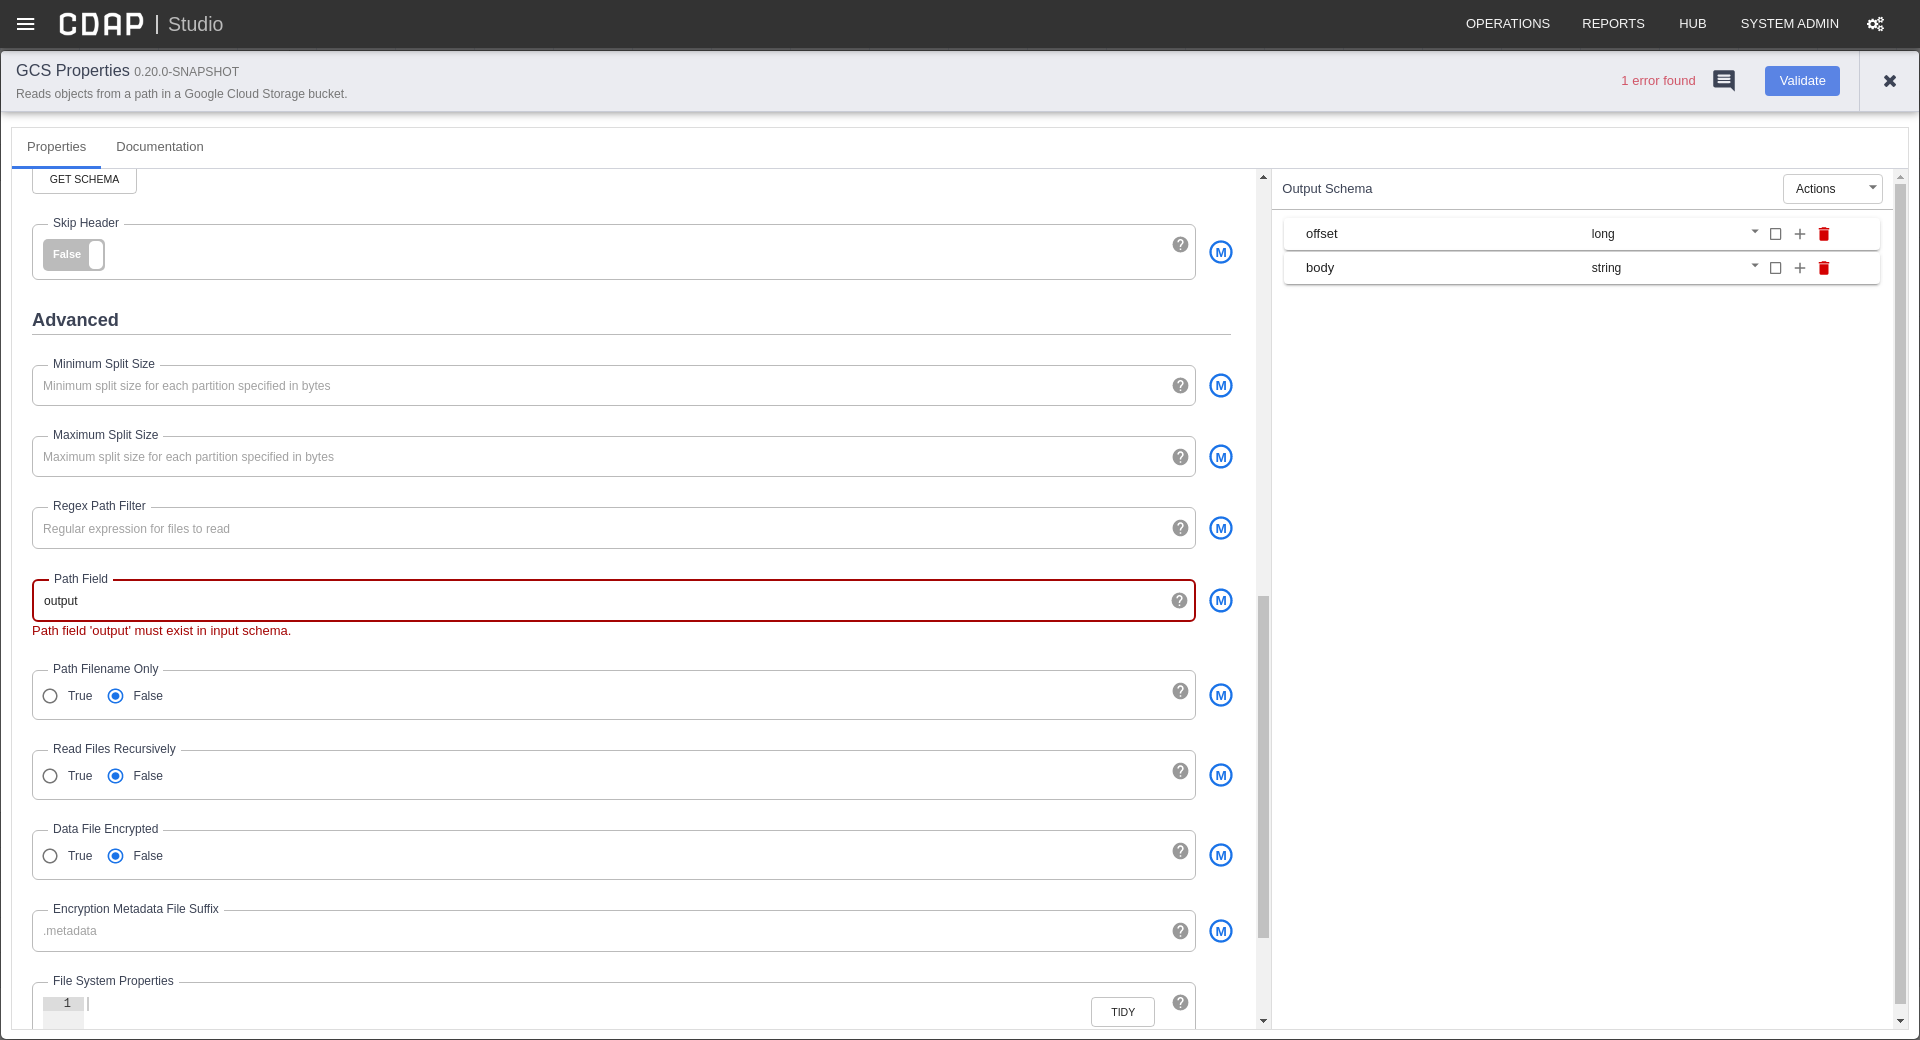 CDAP | Studio
OPERATIONS REPORTS HUB SYSTEM ADMIN
GCS Properties 0.20.0-SNAPSHOT
Reads objects from a path in a Google Cloud Storage bucket.
1 error found
Validate
Properties Documentation
GET SCHEMA
Skip Header
False
M
Advanced
Minimum Split Size
Minimum split size for each partition specified in bytes
M
Maximum Split Size
Maximum split size for each partition specified in bytes
M
Regex Path Filter
Regular expression for files to read
M
Path Field
output
M
Path field 'output' must exist in input schema.
Path Filename Only
True False
M
Read Files Recursively
True False
M
Data File Encrypted
True False
M
Encryption Metadata File Suffix
.metadata
M
File System Properties
1
TIDY
Output Schema
Actions
offset long
body string